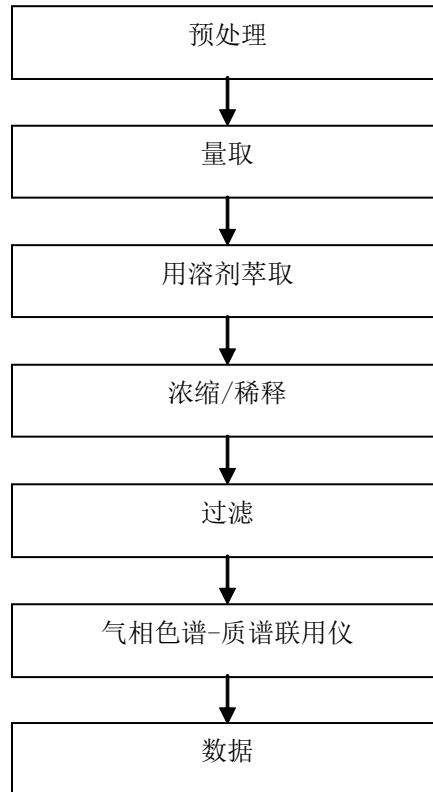 预处理
量取
用溶剂萃取
浓缩/稀释
过滤
气相色谱-质谱联用仪
数据